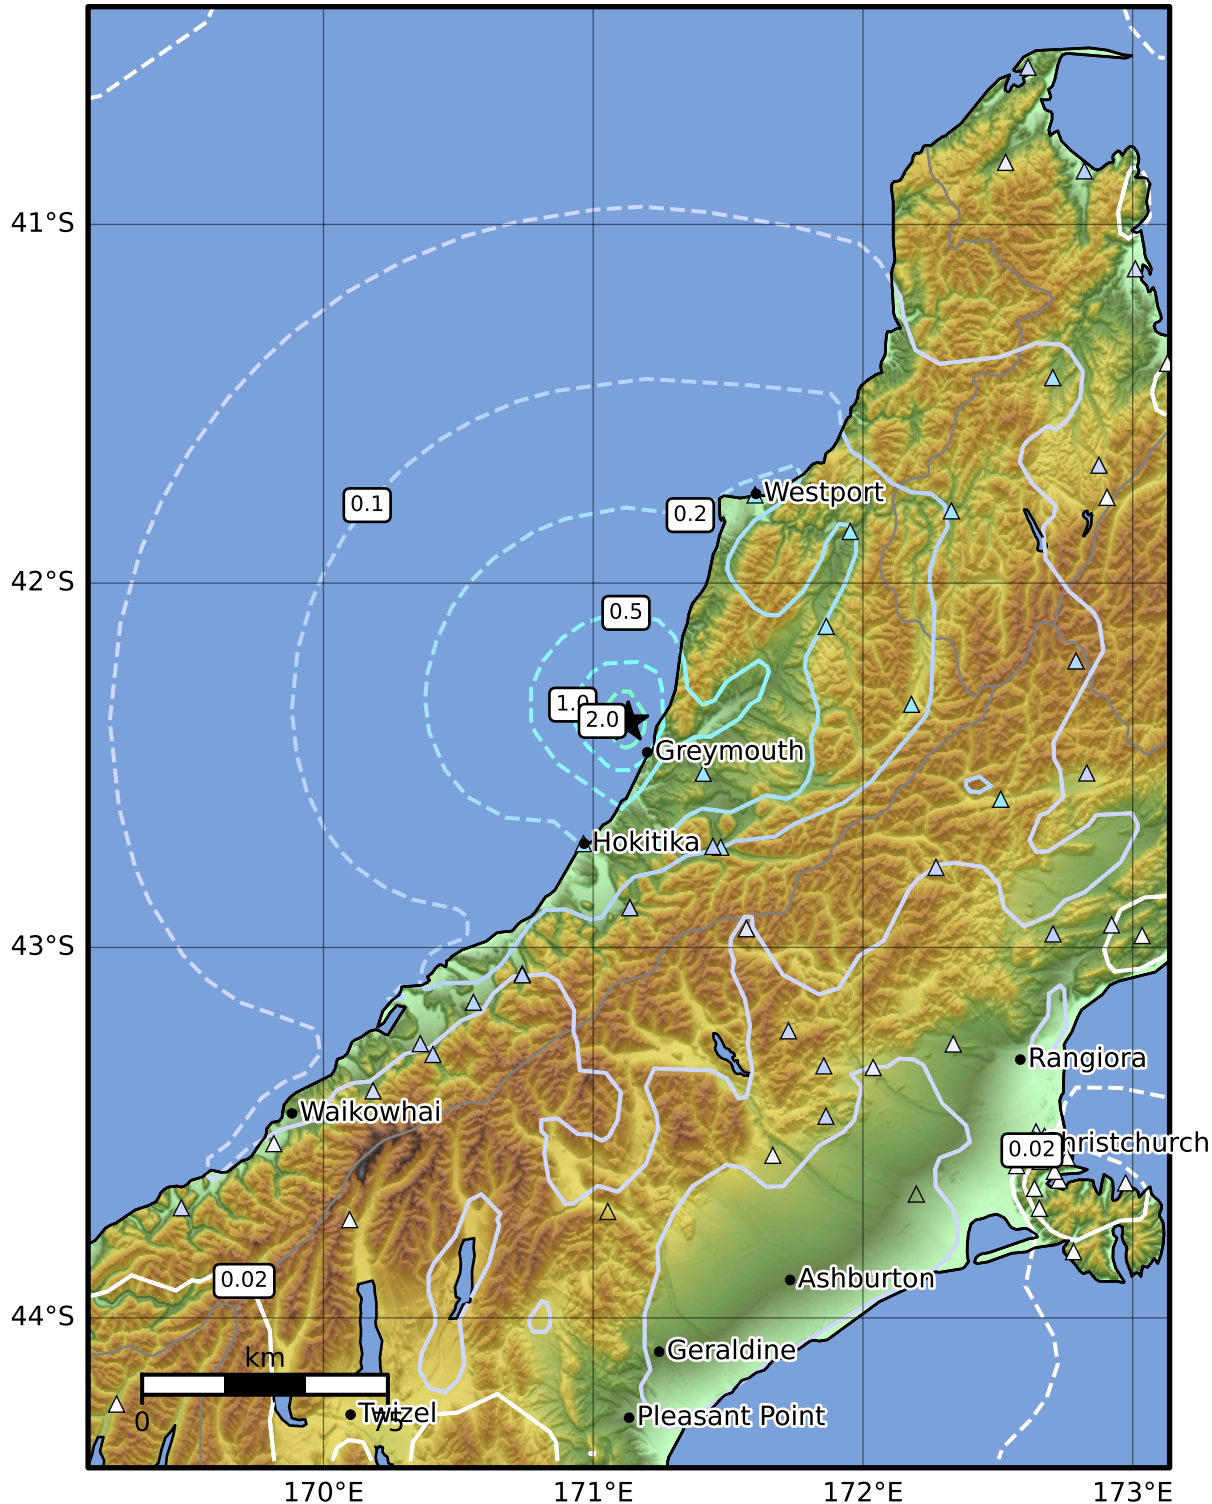 41°S
0.1
Westport
0.2
42°S
0.5
1.0
2.0
Greymouth
Hokitika
43°S
Rangiora
Waikowhai
0.02
hristchurch
0.02
Ashburton
44°S
Geraldine
km
Twizel
0
75
Pleasant Point
170°E
171°E
172°E
173°E